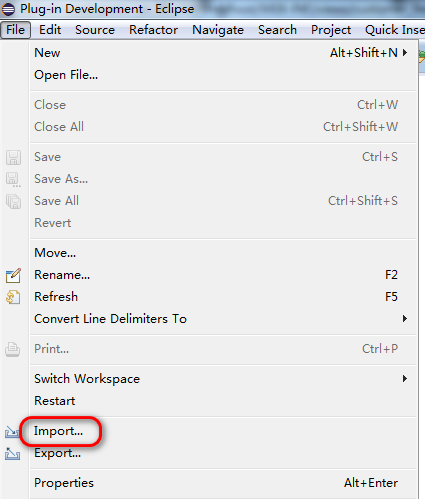 Plug-in Development - Eclipse
File Edit Source Refactor Navigate Search Project Quick Inse
New Alt+Shift+N
Open File...
Close Ctrl+W
Close All Ctrl+Shift+W
Save Ctrl+S
Save As...
Save All Ctrl+Shift+S
Revert
Move...
Rename... F2
Refresh F5
Convert Line Delimiters To
Print... Ctrl+P
Switch Workspace
Restart
Import...
Export...
Properties Alt+Enter